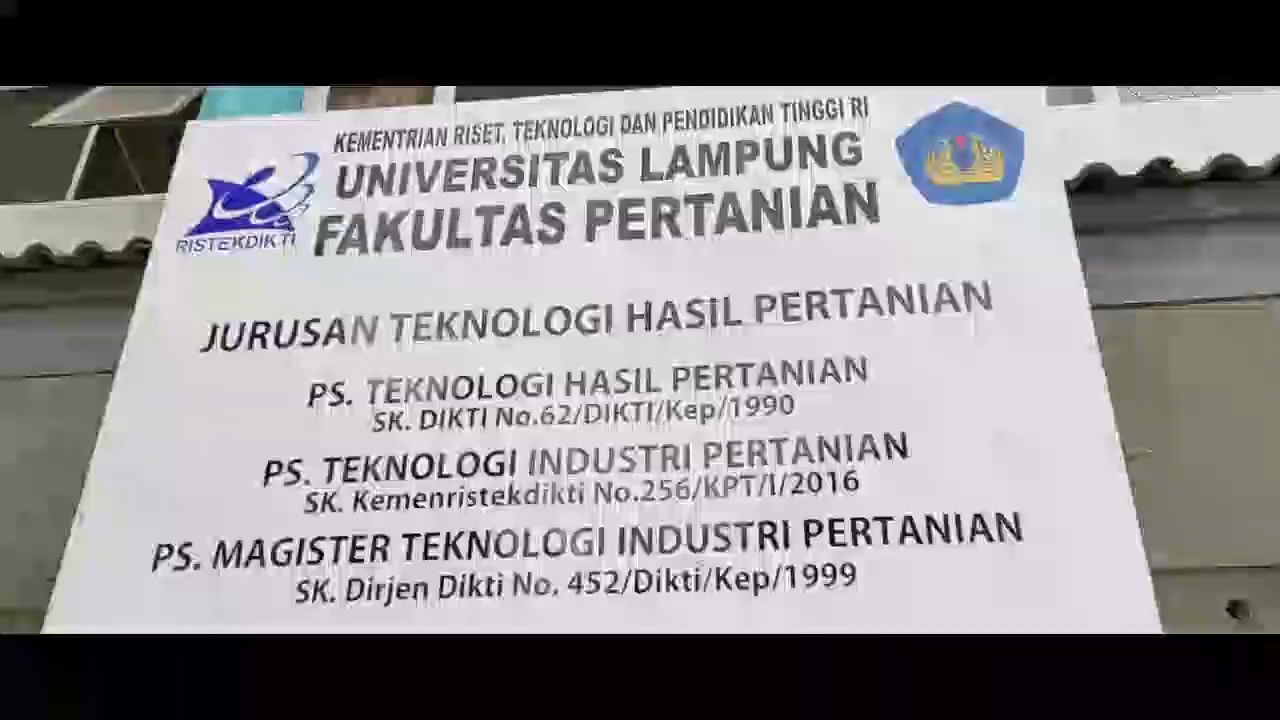 KEMENTRIAN RISET, TEKNOLOGI DAN PENDIDIKAN TINGGI RI
UNIVERSITAS LAMPUNG
FAKULTAS PERTANIAN
RISTEKDIKTI
JURUSAN TEKNOLOGI HASIL PERTANIAN
PS. TEKNOLOGI HASIL PERTANIAN
SK. DIKTI No.62/DIKTI/Kep/1990
PS. TEKNOLOGI INDUSTRI PERTANIAN
SK. Kemenristekdikti No.256/KPT/I/2016
PS. MAGISTER TEKNOLOGI INDUSTRI PERTANIAN
SK. Dirjen Dikti No. 452/Dikti/Kep/1999